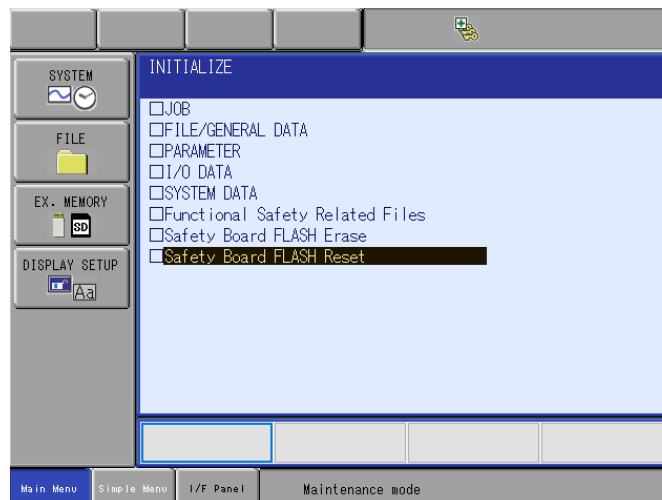 INITIALIZE
SYSTEM
FILE
EX. MEMORY
SD
DISPLAY SETUP
Aa
JOB
FILE/GENERAL DATA
PARAMETER
I/O DATA
SYSTEM DATA
Functional Safety Related Files
Safety Board FLASH Erase
Safety Board FLASH Reset
Main Menu
Simple Menu
I/F Panel
Maintenance mode